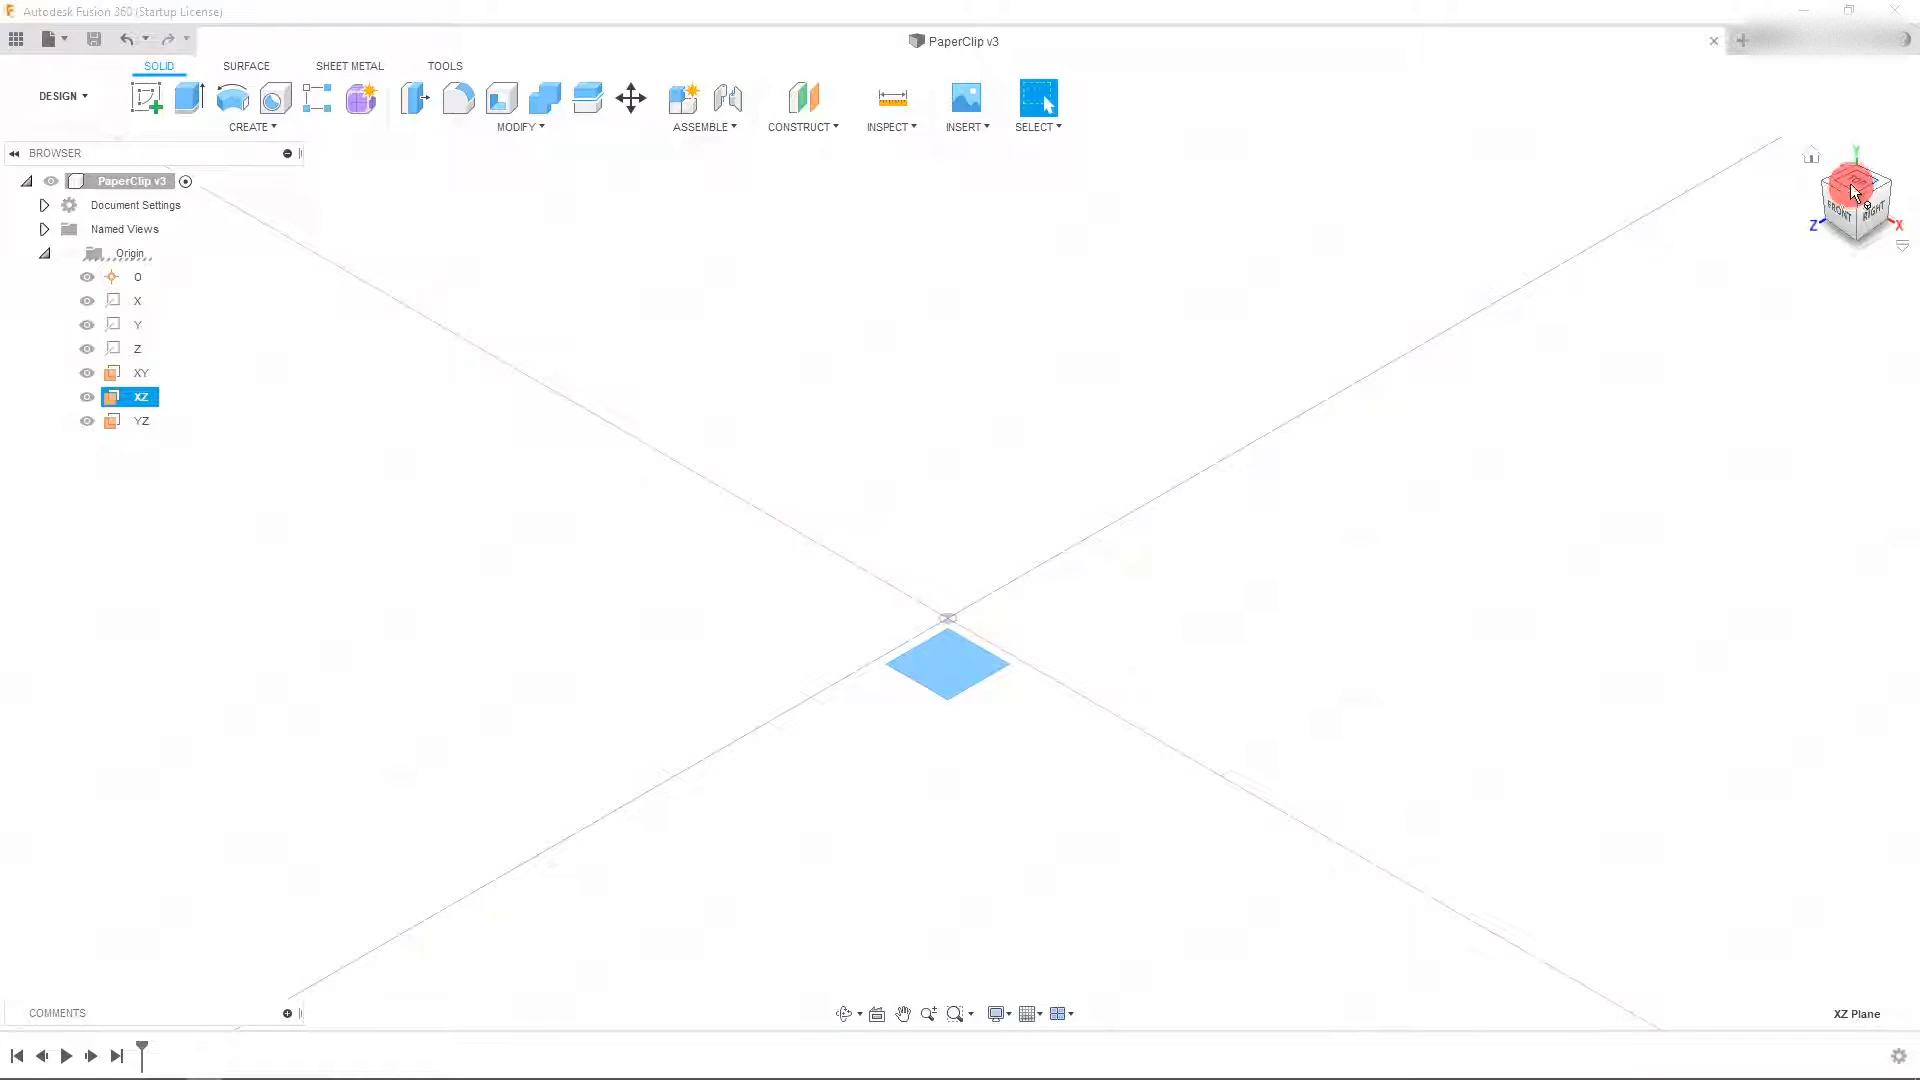 Autodesk Fusion 360 (Startup License)
PaperClip v3
SOLID SURFACE SHEET METAL TOOLS
DESIGN
CREATE MODIFY ASSEMBLE CONSTRUCT INSPECT INSERT SELECT
BROWSER
PaperClip v3
Document Settings
Named Views
Origin
O
X
Y
Z
XY
XZ
YZ
Y
TOP
FRONT RIGHT
Z X
COMMENTS
XZ Plane